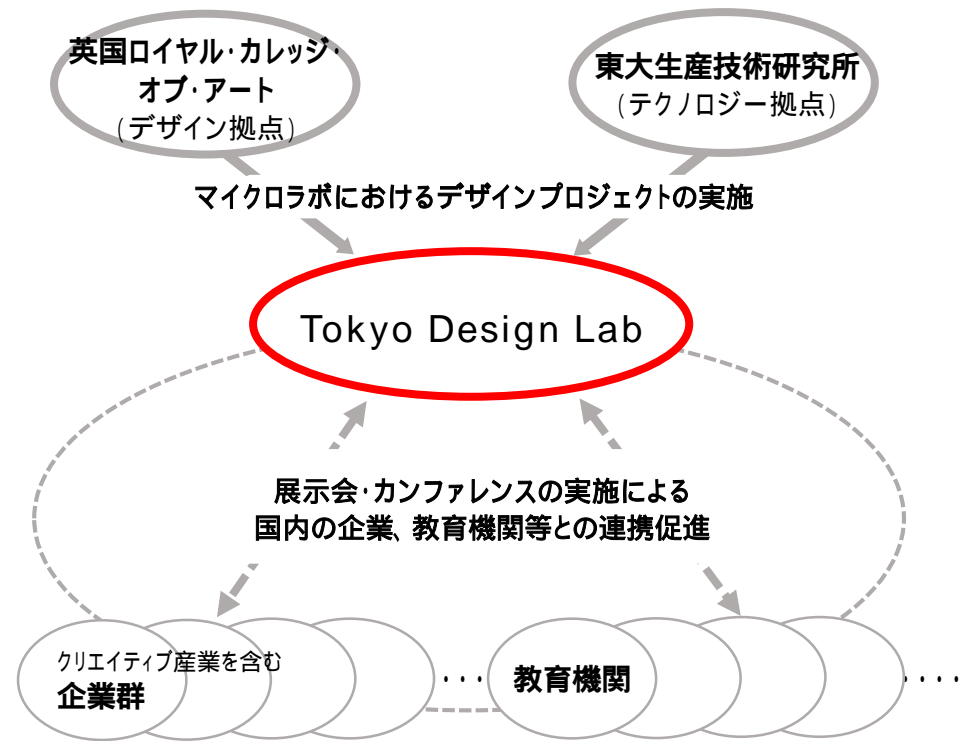 英国ロイヤル・カレッジ・
オブ・アート
(デザイン拠点)
東大生産技術研究所
(テクノロジー拠点)
マイクロラボにおけるデザインプロジェクトの実施
Tokyo Design Lab
展示会・カンファレンスの実施による
国内の企業、教育機関等との連携促進
クリエイティブ産業を含む
企業群
・・・
教育機関
・・・・